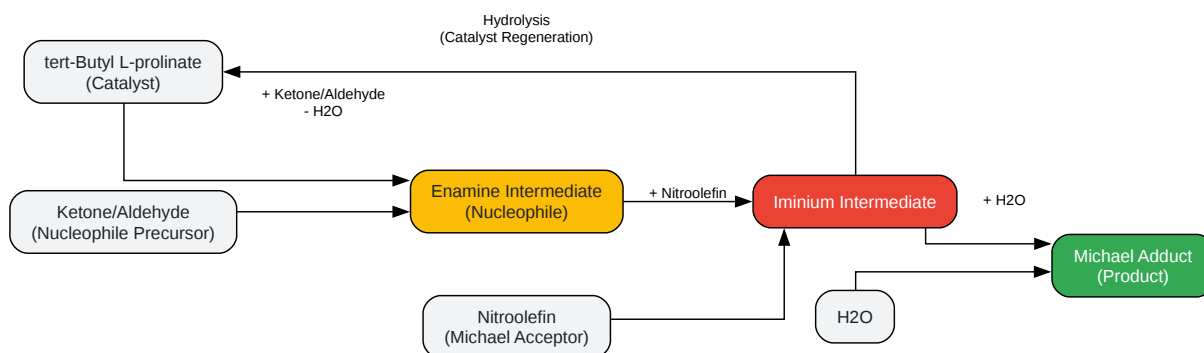 Hydrolysis
(Catalyst Regeneration)
tert-Butyl L-prolinate
(Catalyst)
+ Ketone/Aldehyde
- H2O
Ketone/Aldehyde
(Nucleophile Precursor)
Enamine Intermediate
(Nucleophile)
+ Nitroolefin
Iminium Intermediate
+ H2O
Michael Adduct
(Product)
Nitroolefin
(Michael Acceptor)
H2O